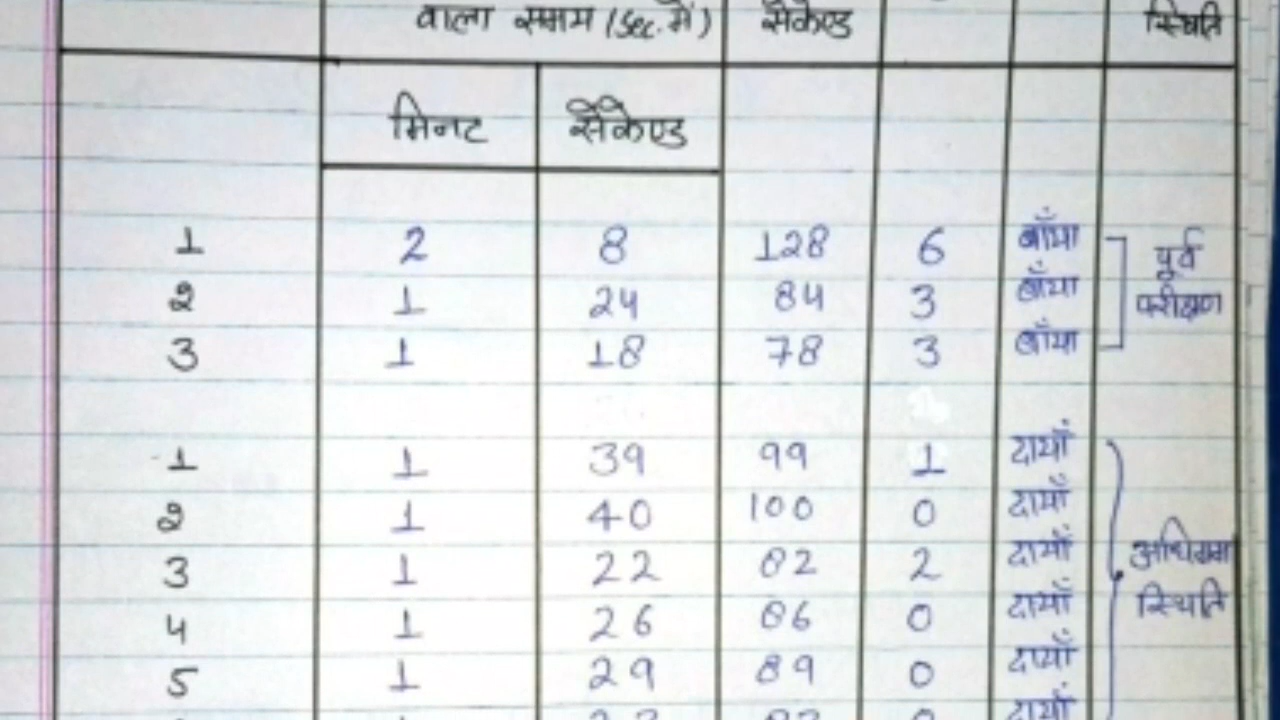 वाला समय (Sec. में) सैकेण्ड स्थिति
मिनट सैकेण्ड
1 2 8 128 6 बाँया पूर्व
2 1 24 84 3 बाँया परीक्षण
3 1 18 78 3 बाँया
1 1 39 99 1 दायाँ
2 1 40 100 0 दायाँ
3 1 22 82 2 दायाँ अधिगम
4 1 26 86 0 दायाँ स्थिति
5 1 29 89 0 दायाँ
दायाँ